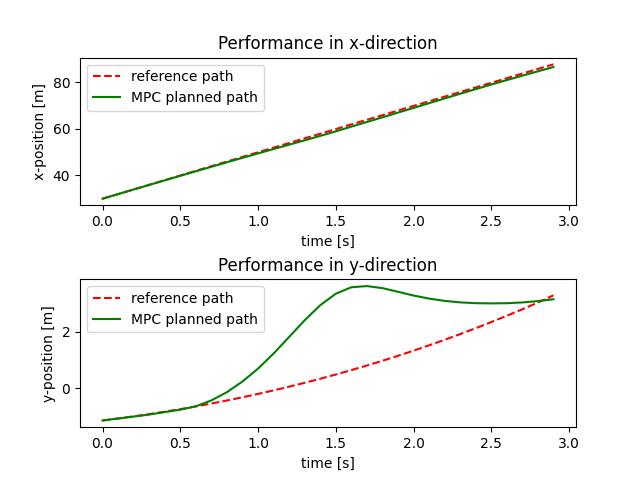 Performance in x-direction
reference path
MPC planned path
x-position [m]
80
60
40
0.0 0.5 1.0 1.5 2.0 2.5 3.0
time [s]
Performance in y-direction
reference path
MPC planned path
y-position [m]
2
0
0.0 0.5 1.0 1.5 2.0 2.5 3.0
time [s]